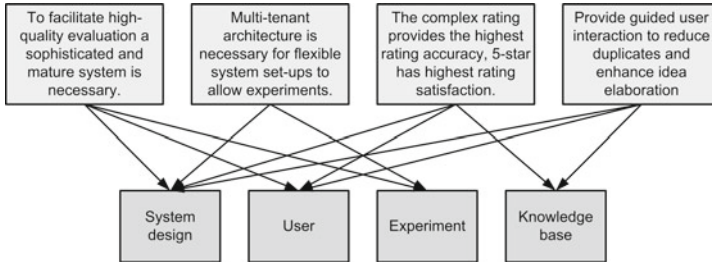 To facilitate high-
quality evaluation a
sophisticated and
mature system is
necessary.
Multi-tenant
architecture is
necessary for flexible
system set-ups to
allow experiments.
The complex rating
provides the highest
rating accuracy, 5-star
has highest rating
satisfaction.
Provide guided user
interaction to reduce
duplicates and
enhance idea
elaboration
System
design
User
Experiment
Knowledge
base